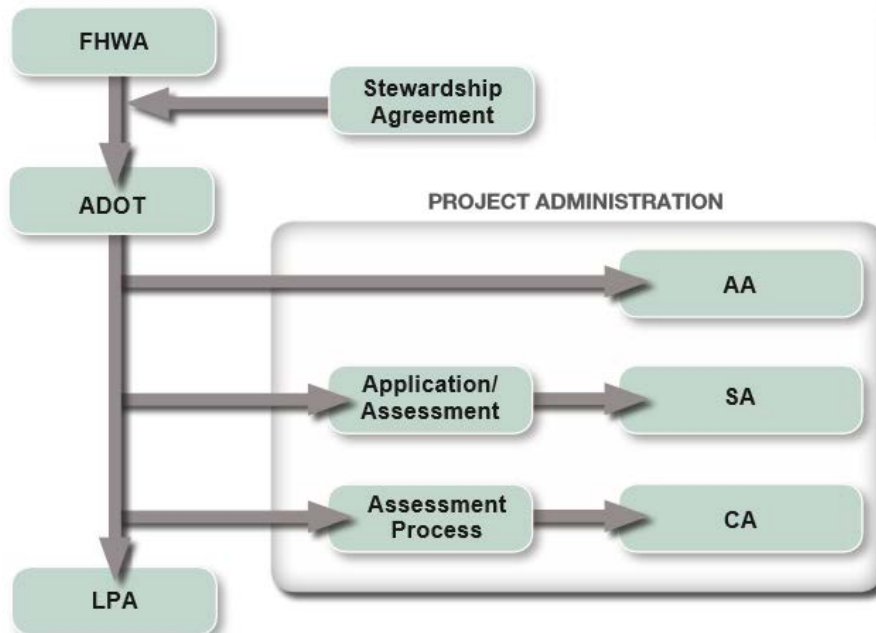 FHWA
Stewardship
Agreement
ADOT
PROJECT ADMINISTRATION
AA
Application/
Assessment
SA
Assessment
Process
CA
LPA